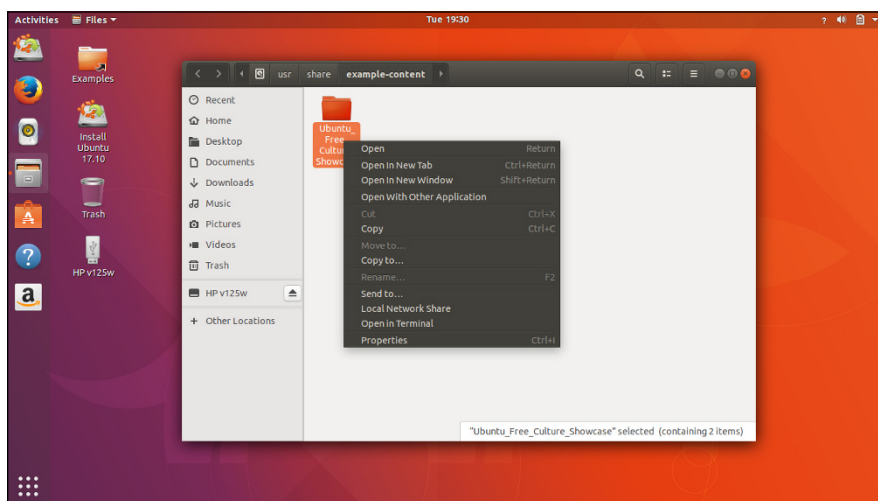 Activities Files Tue 19:30 ?
Examples
Install
Ubuntu
17.10
Trash
HP v125w
usr share example-content
Recent
Home
Desktop
Documents
Downloads
Music
Pictures
Videos
Trash
HP v125w
+ Other Locations
Ubuntu_
Free_
Open Return
Open In New Tab Ctrl+Return
Open In New Window Shift+Return
Open With Other Application
Cut Ctrl+X
Copy Ctrl+C
Move to…
Copy to…
Rename… F2
Send to…
Local Network Share
Open in Terminal
Properties Ctrl+I
"Ubuntu_Free_Culture_Showcase" selected (containing 2 items)
?
a